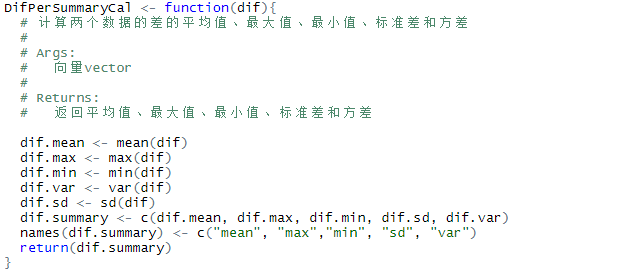 DifPerSummaryCal <- function(dif){
  # 计算两个数据的差的平均值、最大值、最小值、标准差和方差
  #
  # Args:
  #   向量vector
  #
  # Returns:
  #   返回平均值、最大值、最小值、标准差和方差
  dif.mean <- mean(dif)
  dif.max <- max(dif)
  dif.min <- min(dif)
  dif.var <- var(dif)
  dif.sd <- sd(dif)
  dif.summary <- c(dif.mean, dif.max, dif.min, dif.sd, dif.var)
  names(dif.summary) <- c("mean", "max","min", "sd", "var")
  return(dif.summary)
}